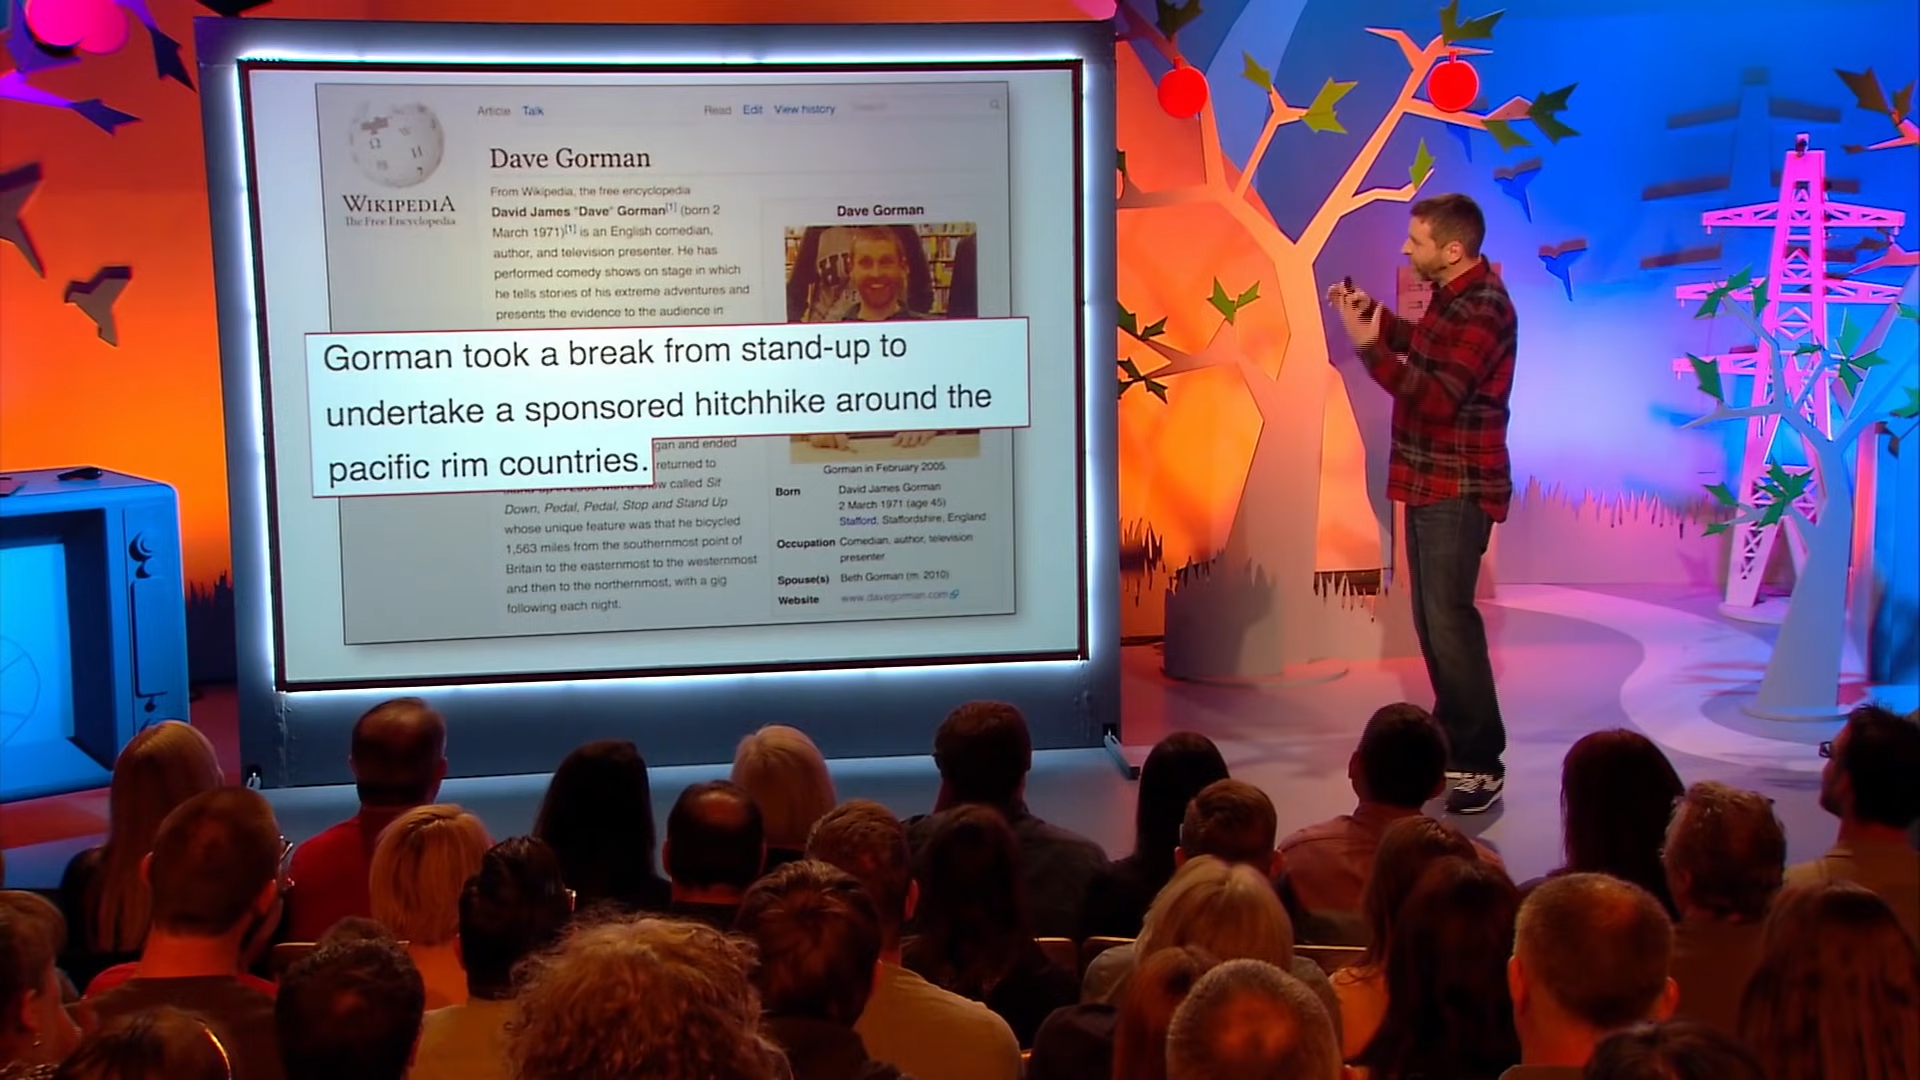 Article Talk
Read Edit View history
WIKIPEDIA
The Free Encyclopedia
Dave Gorman
From Wikipedia, the free encyclopedia
David James "Dave" Gorman[1] (born 2
March 1971)[1] is an English comedian,
author, and television presenter. He has
performed comedy shows on stage in which
he tells stories of his extreme adventures and
presents the evidence to the audience in
Gorman took a break from stand-up to
undertake a sponsored hitchhike around the
pacific rim countries.
and ended
returned to
called Sit
Down, Pedal, Pedal, Stop and Stand Up
whose unique feature was that he bicycled
1,563 miles from the southernmost point of
Britain to the easternmost to the westernmost
and then to the northernmost, with a gig
following each night.
Dave Gorman
Gorman in February 2005.
Born David James Gorman
2 March 1971 (age 45)
Stafford, Staffordshire, England
Occupation Comedian, author, television
presenter
Spouse(s) Beth Gorman (m. 2010)
Website www.davegorman.com